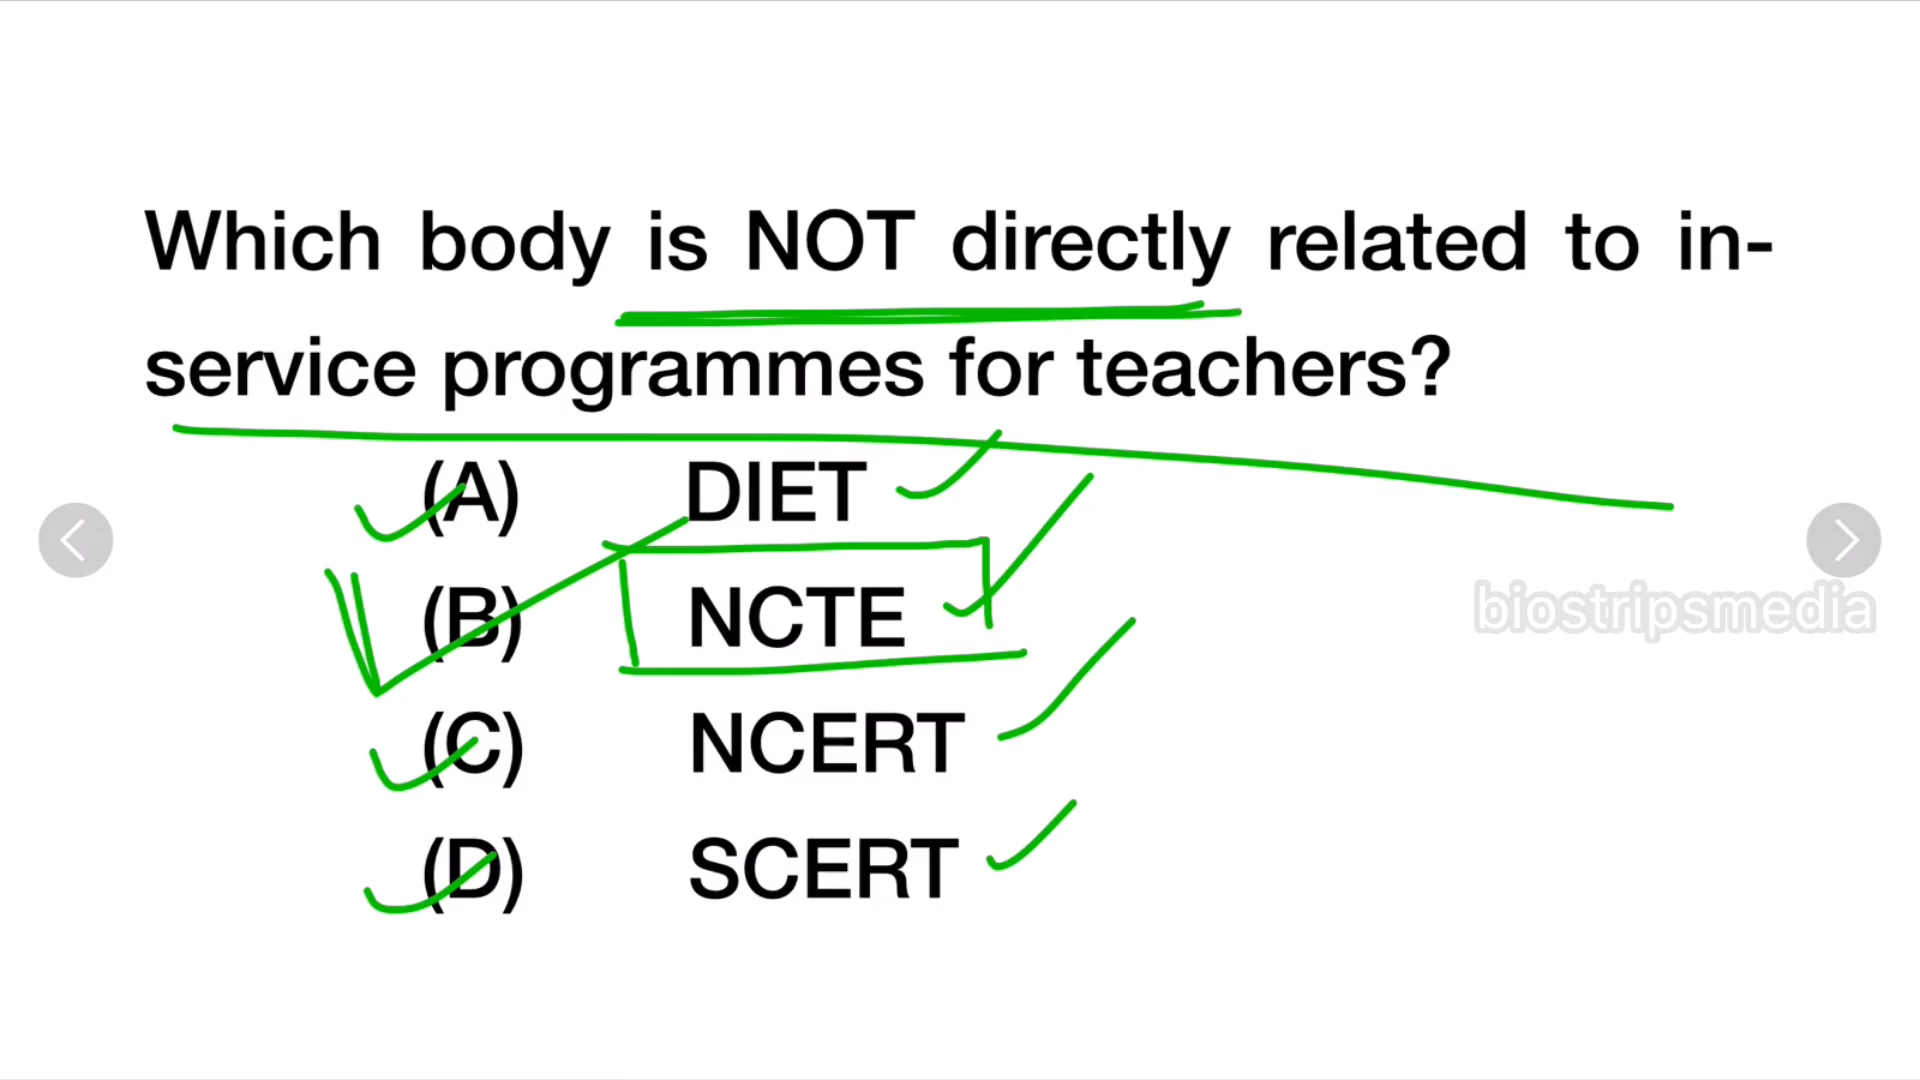 Which body is NOT directly related to in-
service programmes for teachers?
(A) DIET
(B) NCTE
(C) NCERT
(D) SCERT
biostripsmedia